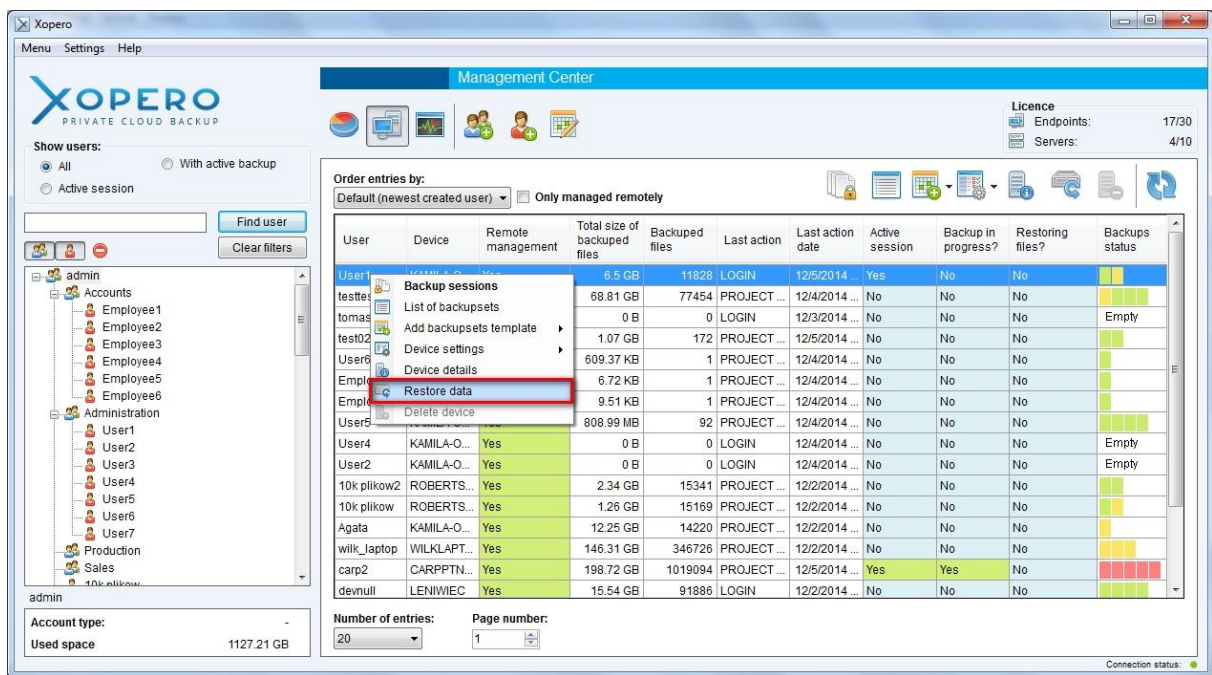 Xopero
Menu Settings Help
Management Center
XOPERO
PRIVATE CLOUD BACKUP
Licence
Endpoints: 17/30
Servers: 4/10
Show users:
All With active backup
Active session
Find user
Clear filters
admin
Accounts
Employee1
Employee2
Employee3
Employee4
Employee5
Employee6
Administration
User1
User2
User3
User4
User5
User6
User7
Production
Sales
10k plikow
admin
Account type: -
Used space 1127.21 GB
Order entries by:
Default (newest created user) Only managed remotely
User Device Remote management Total size of backuped files Backuped files Last action Last action date Active session Backup in progress? Restoring files? Backups status
User1 6.5 GB 11828 LOGIN 12/5/2014 ... Yes No No
68.81 GB 77454 PROJECT ... 12/4/2014 ... No No No
tomas 0 B 0 LOGIN 12/3/2014 ... No No No Empty
test02 1.07 GB 172 PROJECT ... 12/5/2014 ... No No No
User6 609.37 KB 1 PROJECT ... 12/4/2014 ... No No No
Emplo 6.72 KB 1 PROJECT ... 12/4/2014 ... No No No
Emplo 9.51 KB 1 PROJECT ... 12/4/2014 ... No No No
User5 808.99 MB 92 PROJECT ... 12/4/2014 ... No No No
User4 KAMILA-O... Yes 0 B 0 LOGIN 12/4/2014 ... No No No Empty
User2 KAMILA-O... Yes 0 B 0 LOGIN 12/4/2014 ... No No No Empty
10k plikow2 ROBERTS... Yes 2.34 GB 15341 PROJECT ... 12/2/2014 ... No No No
10k plikow ROBERTS... Yes 1.26 GB 15169 PROJECT ... 12/2/2014 ... No No No
Agata KAMILA-O... Yes 12.25 GB 14220 PROJECT ... 12/2/2014 ... No No No
wilk_laptop WILKLAPT... Yes 146.31 GB 346726 PROJECT ... 12/2/2014 ... No No No
carp2 CARPPTN... Yes 198.72 GB 1019094 PROJECT ... 12/5/2014 ... Yes Yes No
devnull LENIWIEC Yes 15.54 GB 91886 LOGIN 12/2/2014 ... No No No
Backup sessions
List of backupsets
Add backupsets template
Device settings
Device details
Restore data
Delete device
Number of entries: Page number:
20 1
Connection status: